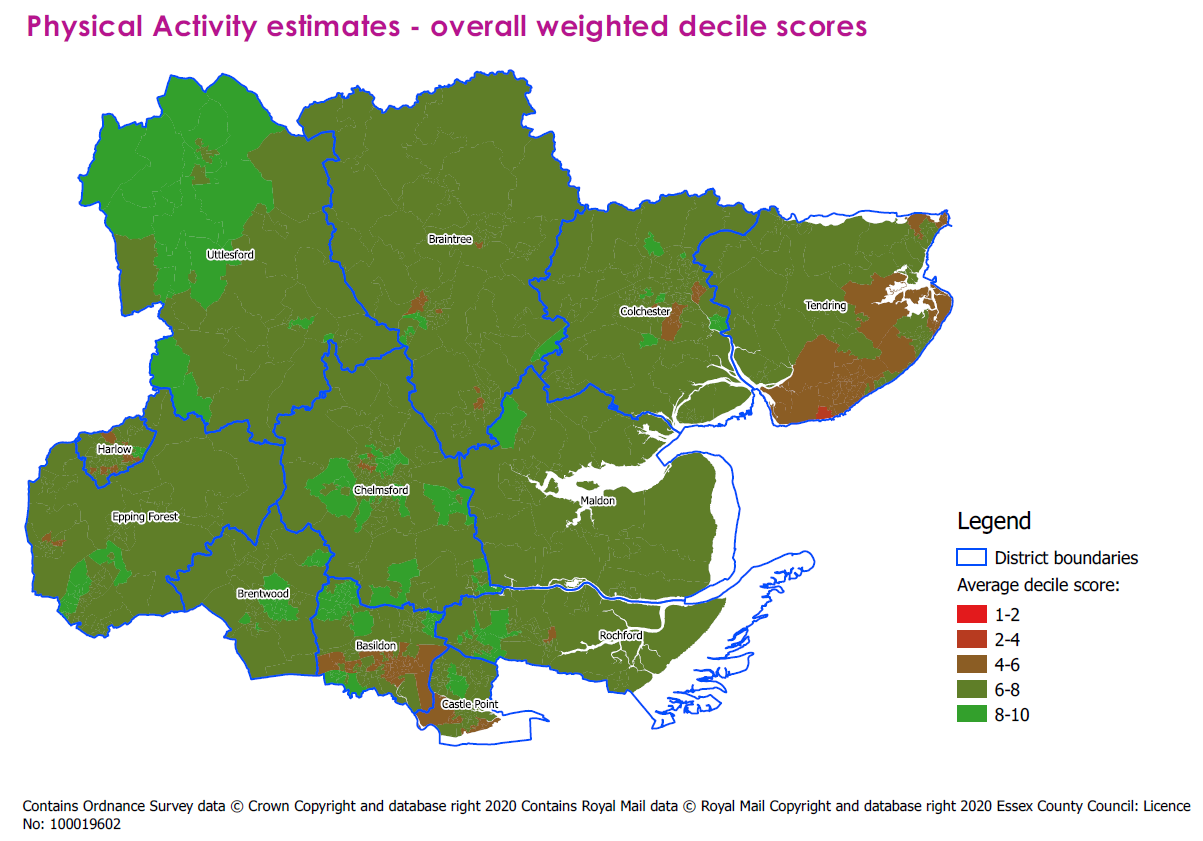 Physical Activity estimates - overall weighted decile scores
Uttlesford
Braintree
Colchester
Tendring
Harlow
Chelmsford
Maldon
Epping Forest
Brentwood
Basildon
Rochford
Castle Point
Legend
District boundaries
Average decile score:
1-2
2-4
4-6
6-8
8-10
Contains Ordnance Survey data © Crown Copyright and database right 2020 Contains Royal Mail data © Royal Mail Copyright and database right 2020 Essex County Council: Licence
No: 100019602